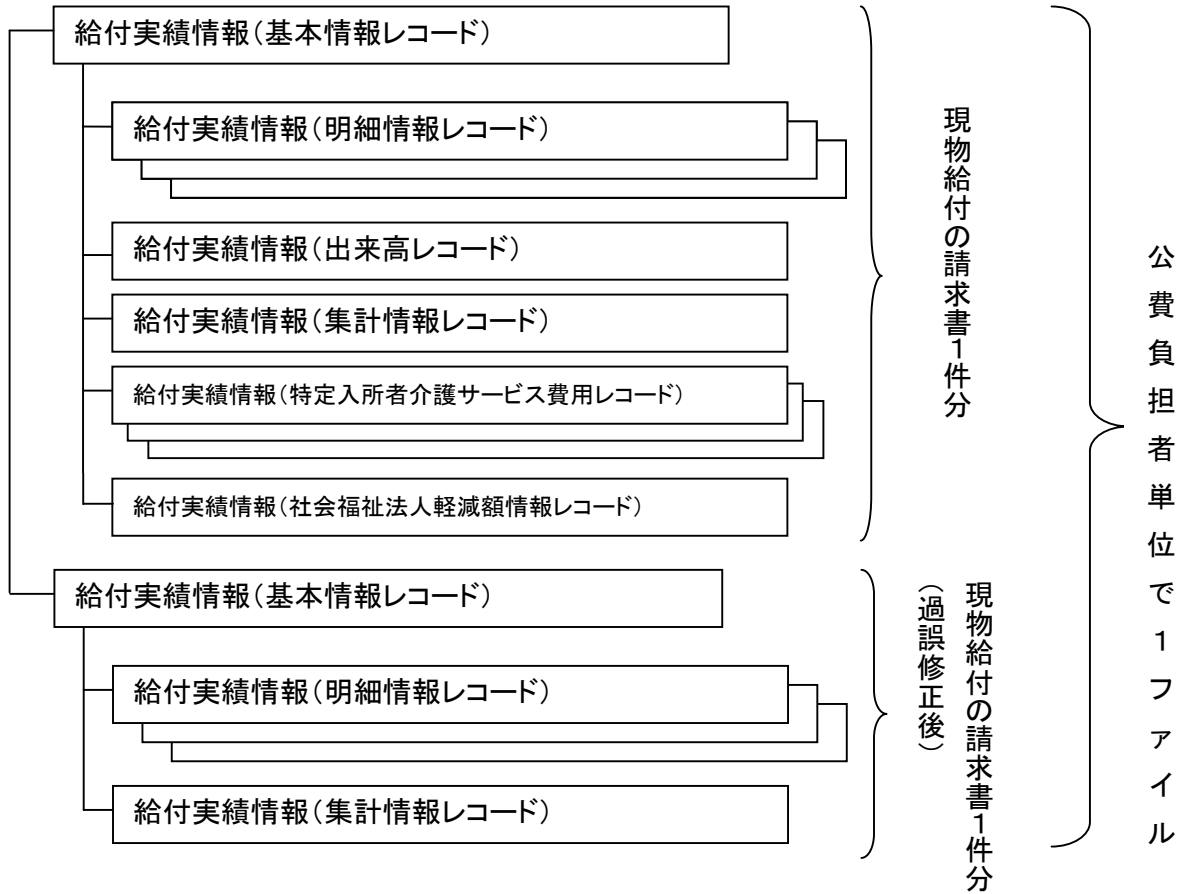 給付実績情報(基本情報レコード)
給付実績情報(明細情報レコード)
給付実績情報(出来高レコード)
給付実績情報(集計情報レコード)
給付実績情報(特定入所者介護サービス費用レコード)
給付実績情報(社会福祉法人軽減額情報レコード)
現物給付の請求書1件分
給付実績情報(基本情報レコード)
給付実績情報(明細情報レコード)
給付実績情報(集計情報レコード)
現物給付の請求書1件分
(過誤修正後)
公費負担者単位で1ファイル